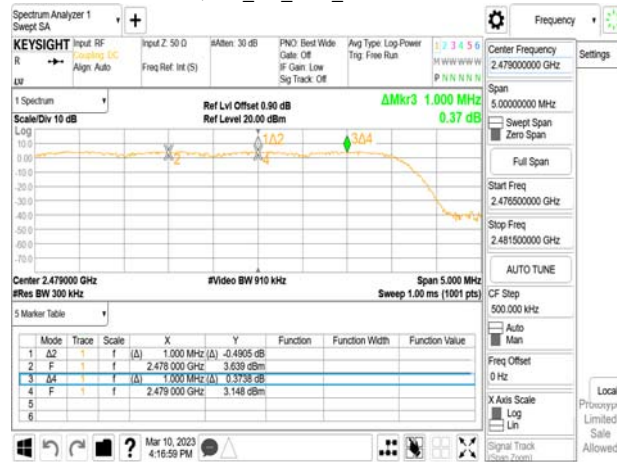 Spectrum Analyzer 1
Swept SA
+
Frequency
KEYSIGHT Input: RF Input Z: 50 Ω #Atten: 30 dB PNO: Best Wide Avg Type: Log-Power 1 2 3 4 5 6
R Coupling: DC Gate: Off Trig: Free Run M W W W W W
Align: Auto Freq Ref: Int (S) IF Gain: Low P N N N N N
LXI Sig Track: Off
1 Spectrum Ref Lvl Offset 0.90 dB ΔMkr3 1.000 MHz
Scale/Div 10 dB Ref Level 20.00 dBm 0.37 dB
Log
10.0
0.00
-10.0
-20.0
-30.0
-40.0
-50.0
-60.0
-70.0
1Δ2
3Δ4
2
4
Center 2.479000 GHz #Video BW 910 kHz Span 5.000 MHz
#Res BW 300 kHz Sweep 1.00 ms (1001 pts)
5 Marker Table
Mode Trace Scale X Y Function Function Width Function Value
1 Δ2 1 f (Δ) 1.000 MHz (Δ) -0.4905 dB
2 F 1 f 2.478 000 GHz 3.639 dBm
3 Δ4 1 f (Δ) 1.000 MHz (Δ) 0.3738 dB
4 F 1 f 2.479 000 GHz 3.148 dBm
5
6
? Mar 10, 2023
4:16:59 PM
Center Frequency
2.479000000 GHz
Settings
Span
5.00000000 MHz
Swept Span
Zero Span
Full Span
Start Freq
2.476500000 GHz
Stop Freq
2.481500000 GHz
AUTO TUNE
CF Step
500.000 kHz
Auto
Man
Freq Offset
0 Hz
X Axis Scale
Log
Lin
Signal Track
(Span Zoom)
Local
Prototyp
Limited
Sale
Allowed